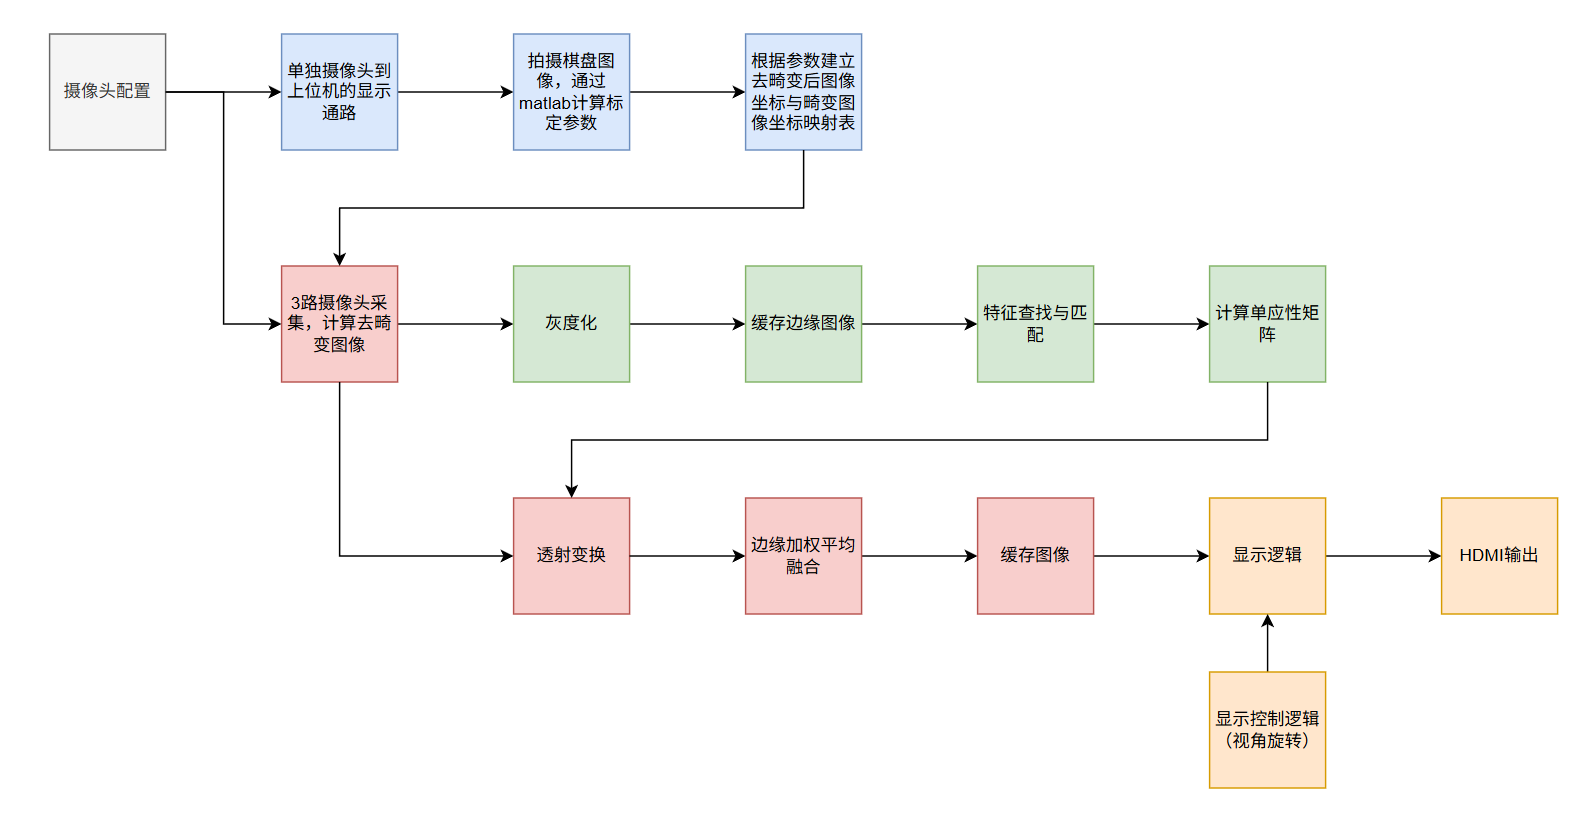 摄像头配置
单独摄像头到
上位机的显示
通路
拍摄棋盘图
像，通过
matlab计算标
定参数
根据参数建立
去畸变后图像
坐标与畸变图
像坐标映射表
3路摄像头采
集，计算去畸
变图像
灰度化
缓存边缘图像
特征查找与匹
配
计算单应性矩
阵
透射变换
边缘加权平均
融合
缓存图像
显示逻辑
HDMI输出
显示控制逻辑
（视角旋转）